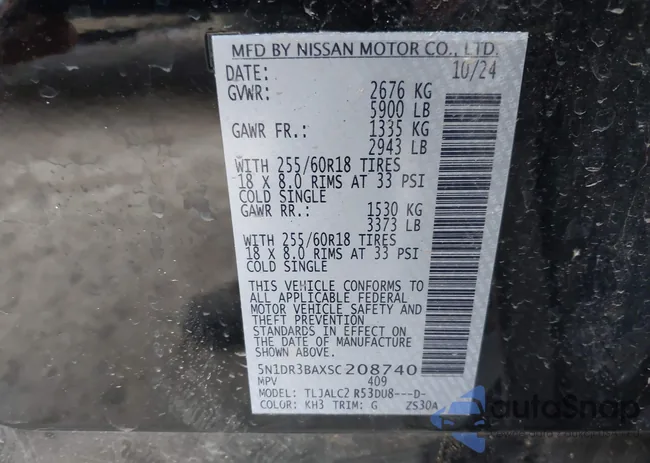 MFD BY NISSAN MOTOR CO., LTD.
DATE: 10/24
GVWR: 2676 KG
5900 LB
GAWR FR.: 1335 KG
2943 LB
WITH 255/60R18 TIRES
18 X 8.0 RIMS AT 33 PSI
COLD SINGLE
GAWR RR.: 1530 KG
3373 LB
WITH 255/60R18 TIRES
18 X 8.0 RIMS AT 33 PSI
COLD SINGLE
THIS VEHICLE CONFORMS TO
ALL APPLICABLE FEDERAL
MOTOR VEHICLE SAFETY AND
THEFT PREVENTION
STANDARDS IN EFFECT ON
THE DATE OF MANUFACTURE
SHOWN ABOVE.
5N1DR3BAXSC208740
MPV 409
MODEL: TLJALC2 R53DU8---D-
COLOR: KH3 TRIM: G ZS30A
autoSnap